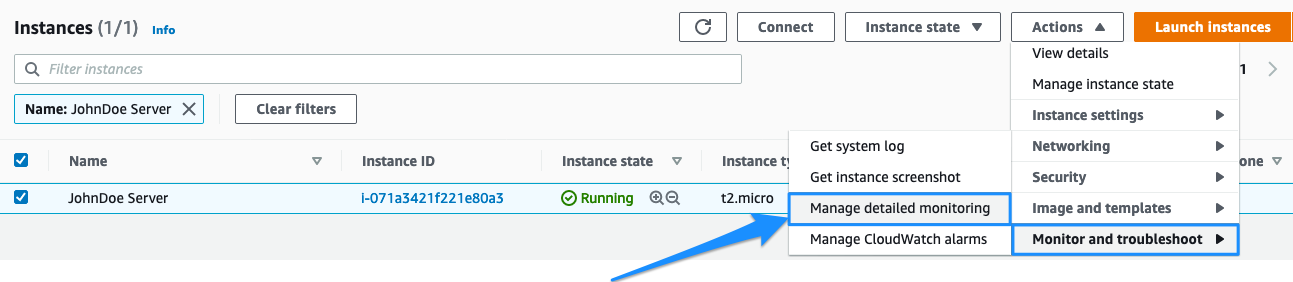 Instances (1/1) Info
Connect
Instance state
Actions
Launch instances
Filter instances
1
Name: JohnDoe Server
Clear filters
View details
Manage instance state
Instance settings
Networking
Security
Image and templates
Monitor and troubleshoot
Get system log
Get instance screenshot
Manage detailed monitoring
Manage CloudWatch alarms
Name
Instance ID
Instance state
Instance ty
one
JohnDoe Server
i-071a3421f221e80a3
Running
t2.micro